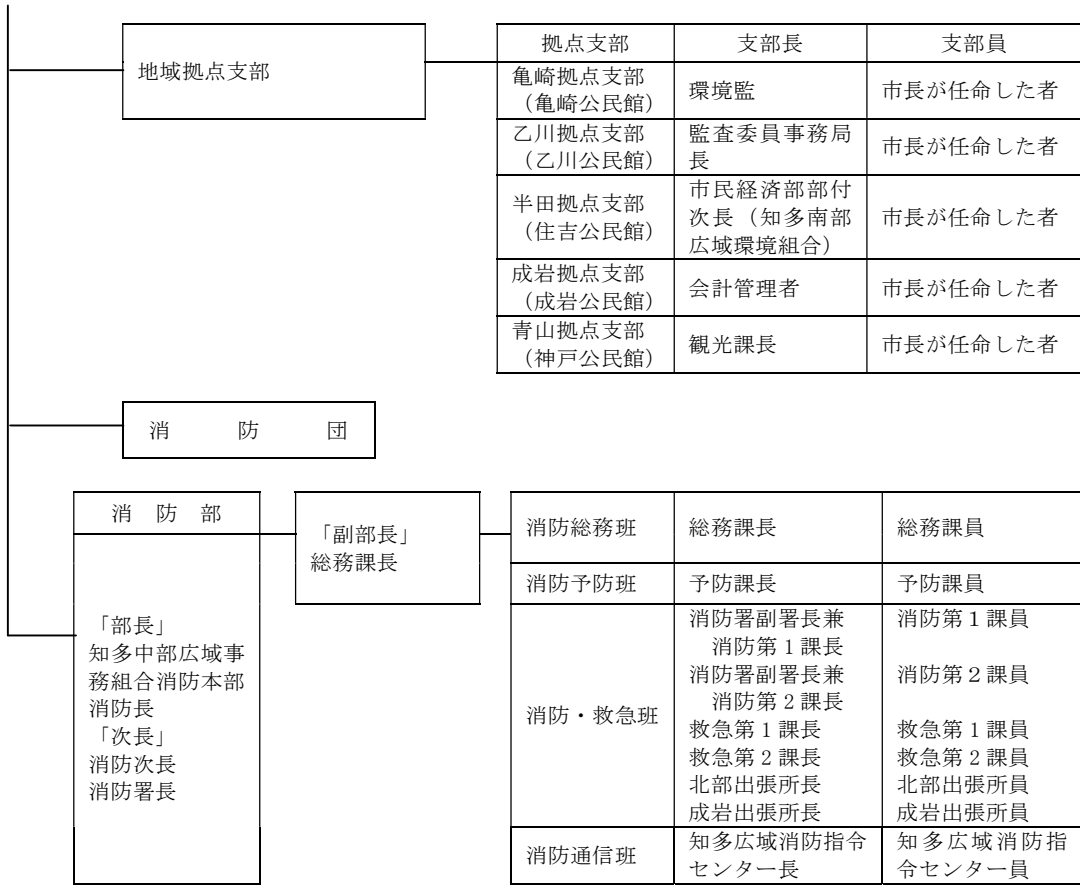 地域拠点支部
拠点支部 支部長 支部員
亀崎拠点支部
（亀崎公民館）
環境監
市長が任命した者
乙川拠点支部
（乙川公民館）
監査委員事務局
長
市長が任命した者
半田拠点支部
（住吉公民館）
市民経済部部付
次長（知多南部
広域環境組合）
市長が任命した者
成岩拠点支部
（成岩公民館）
会計管理者
市長が任命した者
青山拠点支部
（神戸公民館）
観光課長
市長が任命した者
消 防 団
消 防 部
「部長」
知多中部広域事
務組合消防本部
消防長
「次長」
消防次長
消防署長
「副部長」
総務課長
消防総務班
総務課長
総務課員
消防予防班
予防課長
予防課員
消防・救急班
消防署副署長兼
消防第１課長
消防署副署長兼
消防第２課長
救急第１課長
救急第２課長
北部出張所長
成岩出張所長
消防第１課員
消防第２課員
救急第１課員
救急第２課員
北部出張所員
成岩出張所員
消防通信班
知多広域消防指令
センター長
知多広域消防指
令センター員